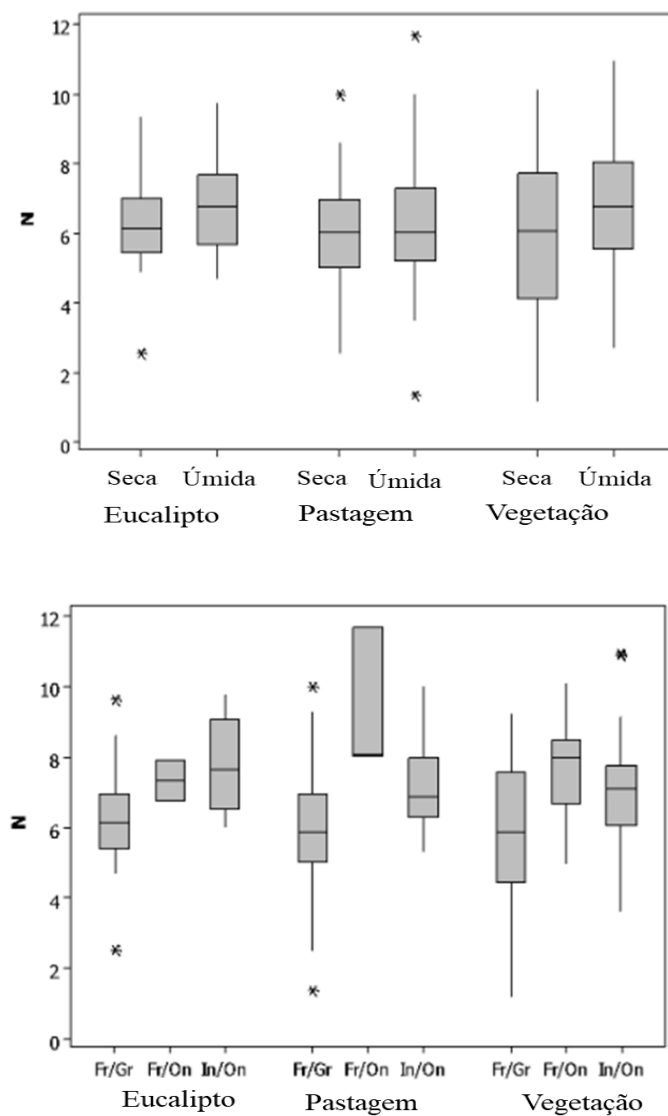 12
10
8
6
4
2
0
N
Seca Úmida Seca Úmida Seca Úmida
Eucalipto Pastagem Vegetação
12
10
8
6
4
2
0
N
Fr/Gr Fr/On In/On Fr/Gr Fr/On In/On Fr/Gr Fr/On In/On
Eucalipto Pastagem Vegetação